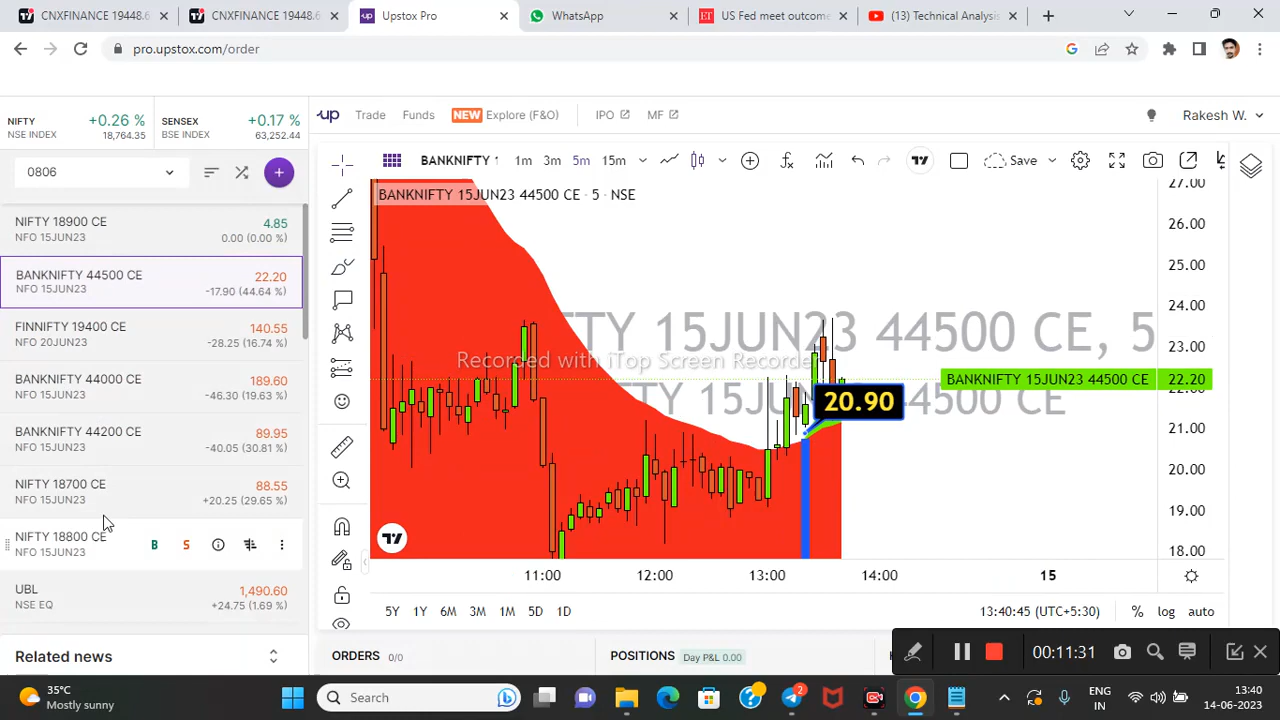 CNXFINANCE 19448.6
CNXFINANCE 19448.6
Upstox Pro
WhatsApp
US Fed meet outcome
(13) Technical Analysis
pro.upstox.com/order
NIFTY
NSE INDEX
+0.26 %
18,764.35
SENSEX
BSE INDEX
+0.17 %
63,252.44
up
Trade
Funds
NEW
Explore (F&O)
IPO
MF
Rakesh W.
0806
BANKNIFTY 1
1m
3m
5m
15m
Save
BANKNIFTY 15JUN23 44500 CE · 5 · NSE
NIFTY 18900 CE
NFO 15JUN23
4.85
0.00 (0.00 %)
BANKNIFTY 44500 CE
NFO 15JUN23
22.20
-17.90 (44.64 %)
FINNIFTY 19400 CE
NFO 20JUN23
140.55
-28.25 (16.74 %)
BANKNIFTY 44000 CE
NFO 15JUN23
189.60
-46.30 (19.63 %)
BANKNIFTY 44200 CE
NFO 15JUN23
89.95
-40.05 (30.81 %)
NIFTY 18700 CE
NFO 15JUN23
88.55
+20.25 (29.65 %)
NIFTY 18800 CE
NFO 15JUN23
B
S
UBL
NSE EQ
1,490.60
+24.75 (1.69 %)
Related news
FTY 15JUN23 44500 CE, 5
Recorded with iTop Screen Recorder
TY 15JUN23 44500 CE
20.90
BANKNIFTY 15JUN23 44500 CE
22.20
27.00
26.00
25.00
24.00
23.00
21.00
20.00
19.00
18.00
11:00
12:00
13:00
14:00
15
5Y
1Y
6M
3M
1M
5D
1D
13:40:45 (UTC+5:30)
%
log
auto
ORDERS
0/0
POSITIONS
Day P&L 0.00
00:11:31
35°C
Mostly sunny
Search
2
ENG
IN
13:40
14-06-2023